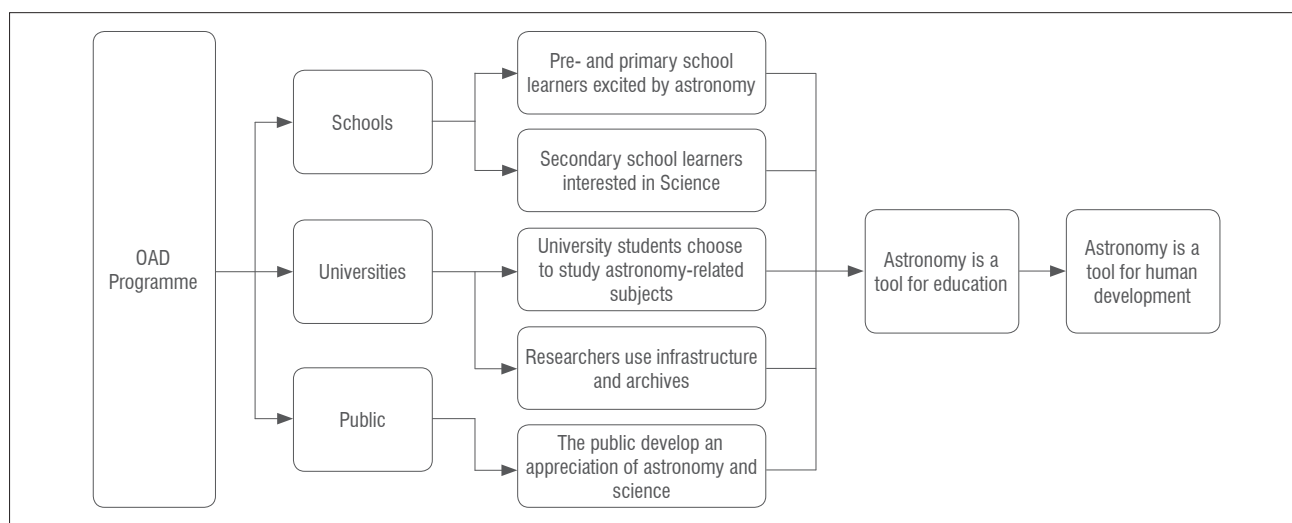 OAD
Programme
Schools
Universities
Public
Pre- and primary school
learners excited by astronomy
Secondary school learners
interested in Science
University students choose
to study astronomy-related
subjects
Researchers use infrastructure
and archives
The public develop an
appreciation of astronomy and
science
Astronomy is a
tool for education
Astronomy is a
tool for human
development